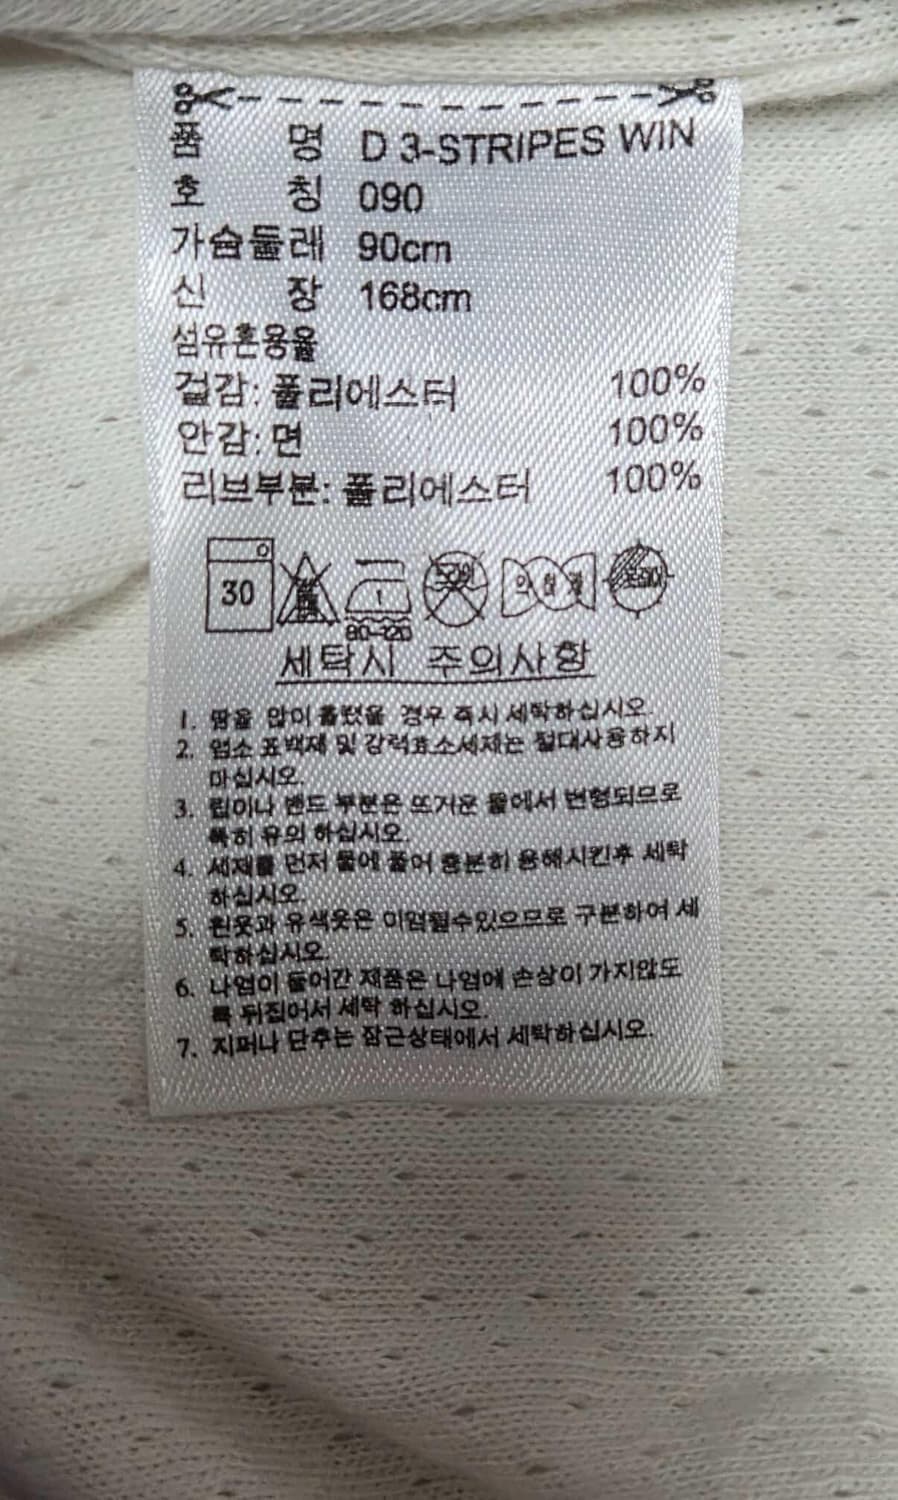 품 명 D 3-STRIPES WIN
호 칭 090
가슴둘레 90cm
신 장 168cm
섬유혼용율
겉감: 폴리에스터 100%
안감: 면 100%
리브부분: 폴리에스터 100%
30
80~120
약하게
세탁시 주의사항
1. 땀을 많이 흘렸을 경우 즉시 세탁하십시오
2. 염소 표백제 및 강력효소세제는 절대사용하지
마십시오.
3. 립이나 밴드 부분은 뜨거운 물에서 변형되므로
특히 유의 하십시오.
4. 세제를 먼저 물에 풀어 충분히 용해시킨후 세탁
하십시오.
5. 흰옷과 유색옷은 이염될수있으므로 구분하여 세
탁하십시오.
6. 나염이 들어간 제품은 나염에 손상이 가지않도
록 뒤집어서 세탁 하십시오.
7. 지퍼나 단추는 잠근상태에서 세탁하십시오.